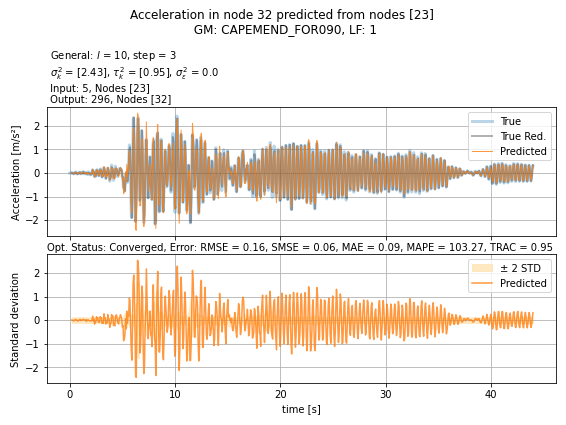 Acceleration in node 32 predicted from nodes [23]
GM: CAPEMEND_FOR090, LF: 1
General: l = 10, step = 3
σ²ₖ = [2.43], τ²ₖ = [0.95], σ²ε = 0.0
Input: 5, Nodes [23]
Output: 296, Nodes [32]
Acceleration [m/s²]
2
1
0
−1
−2
True
True Red.
Predicted
Opt. Status: Converged, Error: RMSE = 0.16, SMSE = 0.06, MAE = 0.09, MAPE = 103.27, TRAC = 0.95
Standard deviation
2
1
0
−1
−2
± 2 STD
Predicted
0
10
20
30
40
time [s]